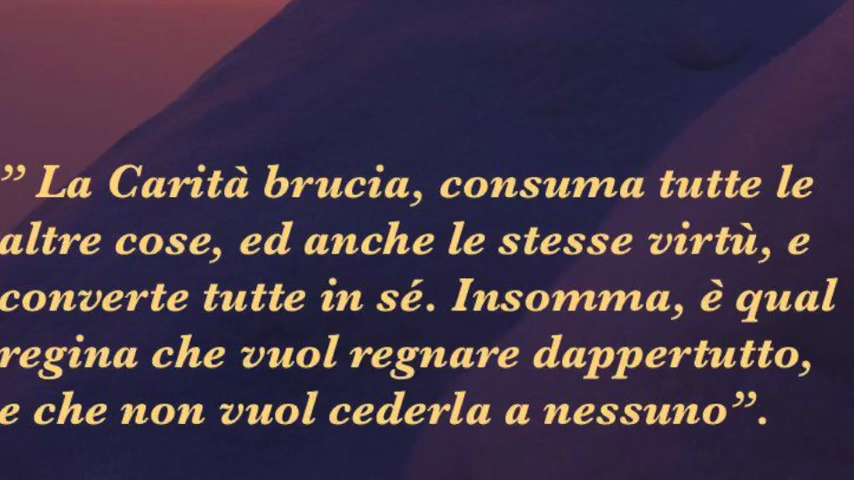 ” La Carità brucia, consuma tutte le
altre cose, ed anche le stesse virtù, e
converte tutte in sé. Insomma, è qual
regina che vuol regnare dappertutto,
e che non vuol cederla a nessuno”.